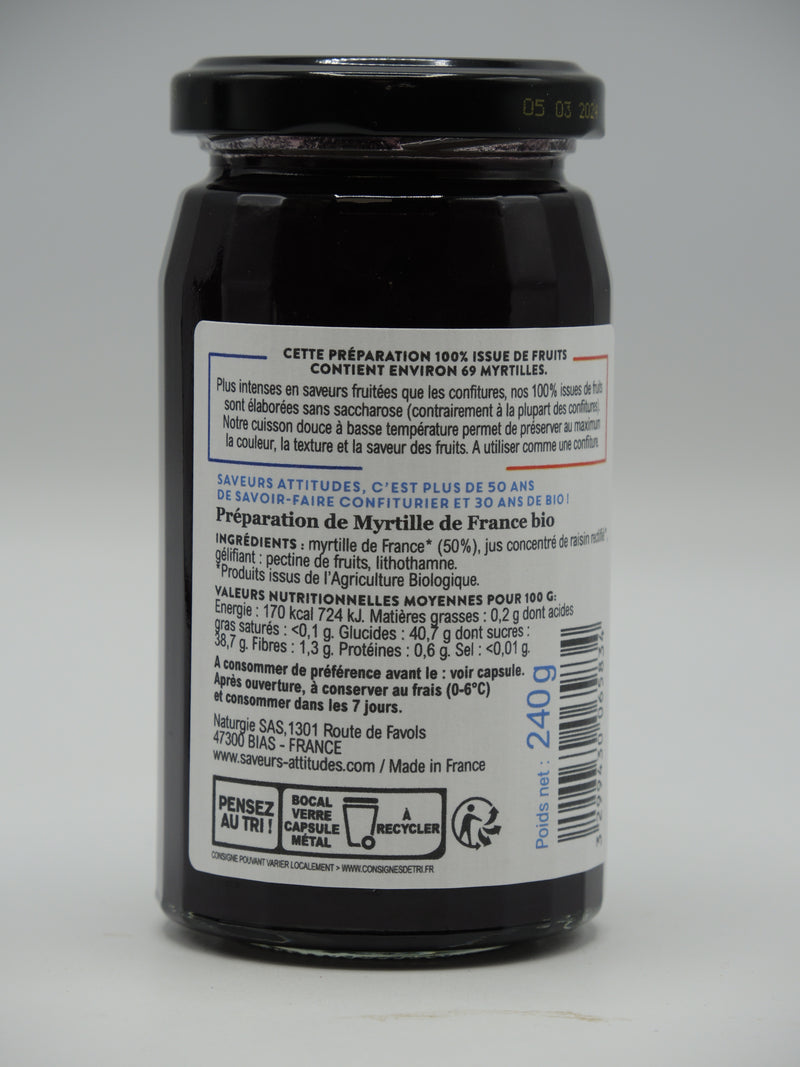 05 03 202
CETTE PRÉPARATION 100% ISSUE DE FRUITS
CONTIENT ENVIRON 69 MYRTILLES.
Plus intenses en saveurs fruitées que les confitures, nos 100% issues de fruits
sont élaborées sans saccharose (contrairement à la plupart des confitures).
Notre cuisson douce à basse température permet de préserver au maximum
la couleur, la texture et la saveur des fruits. A utiliser comme une confiture.
SAVEURS ATTITUDES, C'EST PLUS DE 50 ANS
DE SAVOIR-FAIRE CONFITURIER ET 30 ANS DE BIO !
Préparation de Myrtille de France bio
INGRÉDIENTS : myrtille de France* (50%), jus concentré de raisin rectifié*,
gélifiant : pectine de fruits, lithothamne.
*Produits issus de l'Agriculture Biologique.
VALEURS NUTRITIONNELLES MOYENNES POUR 100 G:
Energie : 170 kcal 724 kJ. Matières grasses : 0,2 g dont acides
gras saturés : <0,1 g. Glucides : 40,7 g dont sucres :
38,7 g. Fibres : 1,3 g. Protéines : 0,6 g. Sel : <0,01 g.
A consommer de préférence avant le : voir capsule.
Après ouverture, à conserver au frais (0-6°C)
et consommer dans les 7 jours.
Naturgie SAS,1301 Route de Favols
47300 BIAS - FRANCE
www.saveurs-attitudes.com / Made in France
PENSEZ
AU TRI !
BOCAL
VERRE
CAPSULE
MÉTAL
À
RECYCLER
CONSIGNE POUVANT VARIER LOCALEMENT > WWW.CONSIGNESDETRI.FR
Poids net : 240 g